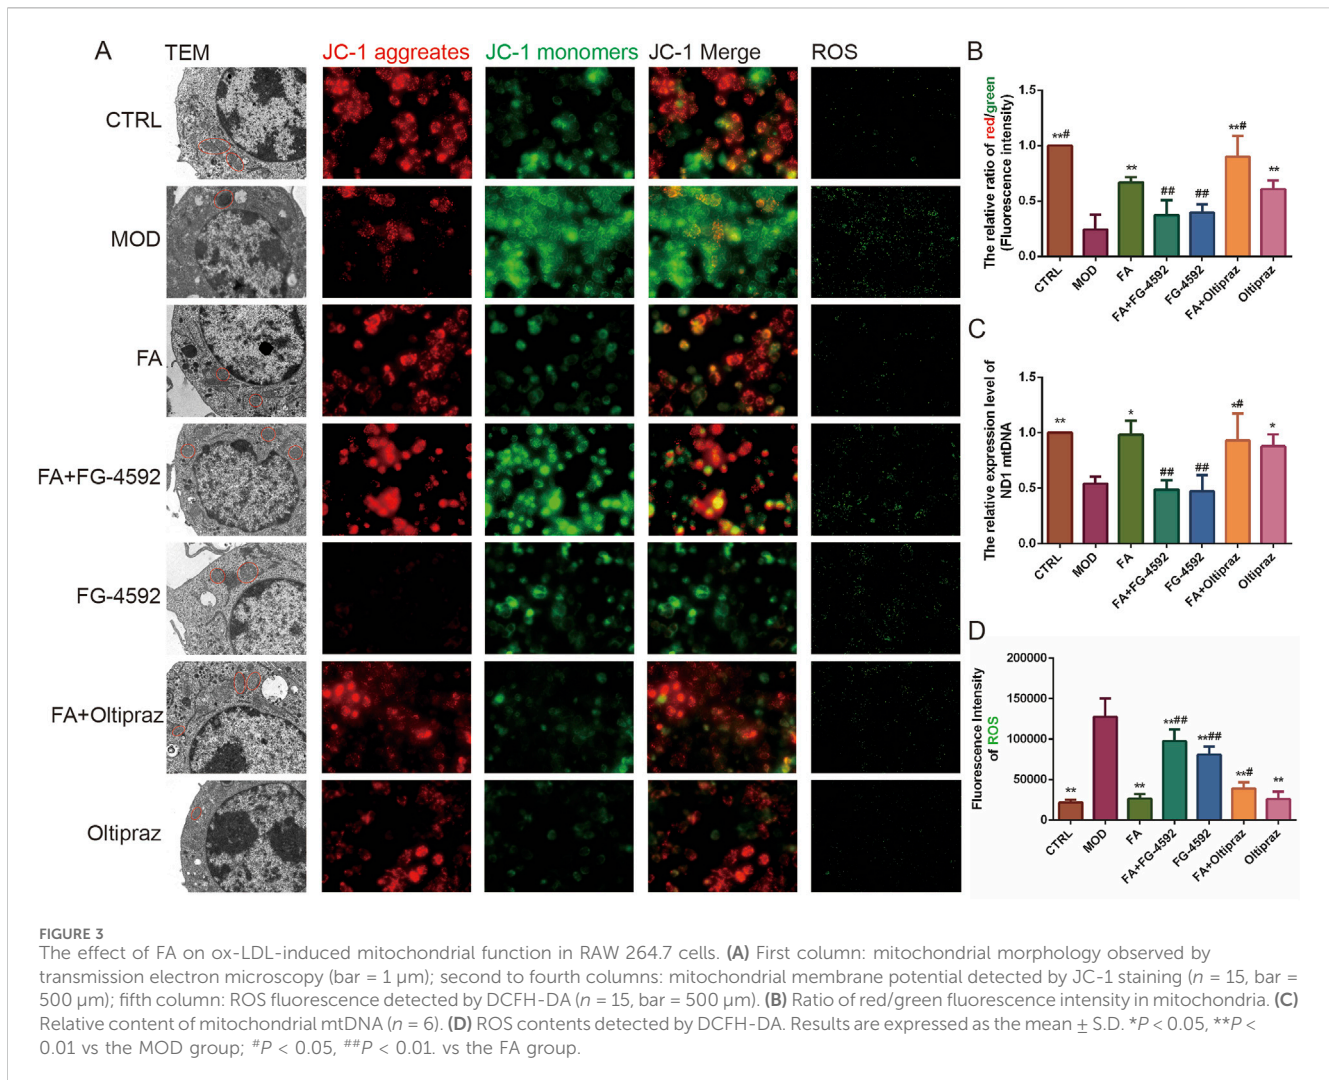 A
TEM
JC-1 aggreates
JC-1 monomers
JC-1 Merge
ROS
CTRL
MOD
FA
FA+FG-4592
FG-4592
FA+Oltipraz
Oltipraz
B
The relative ratio of red/green
(Fluorescence intensity)
1.5
1.0
0.5
0.0
**#
**
##
##
**#
**
CTRL
MOD
FA
FA+FG-4592
FG-4592
FA+Oltipraz
Oltipraz
C
The relative expression level of
ND1 mtDNA
1.5
1.0
0.5
0.0
**
*
##
##
*#
*
CTRL
MOD
FA
FA+FG-4592
FG-4592
FA+Oltipraz
Oltipraz
D
Fluorescence Intensity
of ROS
200000
150000
100000
50000
0
**
**
**##
**##
**#
**
CTRL
MOD
FA
FA+FG-4592
FG-4592
FA+Oltipraz
Oltipraz
FIGURE 3
The effect of FA on ox-LDL-induced mitochondrial function in RAW 264.7 cells. (A) First column: mitochondrial morphology observed by
transmission electron microscopy (bar = 1 μm); second to fourth columns: mitochondrial membrane potential detected by JC-1 staining (n = 15, bar =
500 μm); fifth column: ROS fluorescence detected by DCFH-DA (n = 15, bar = 500 μm). (B) Ratio of red/green fluorescence intensity in mitochondria. (C)
Relative content of mitochondrial mtDNA (n = 6). (D) ROS contents detected by DCFH-DA. Results are expressed as the mean ± S.D. *P < 0.05, **P <
0.01 vs the MOD group; #P < 0.05, ##P < 0.01. vs the FA group.